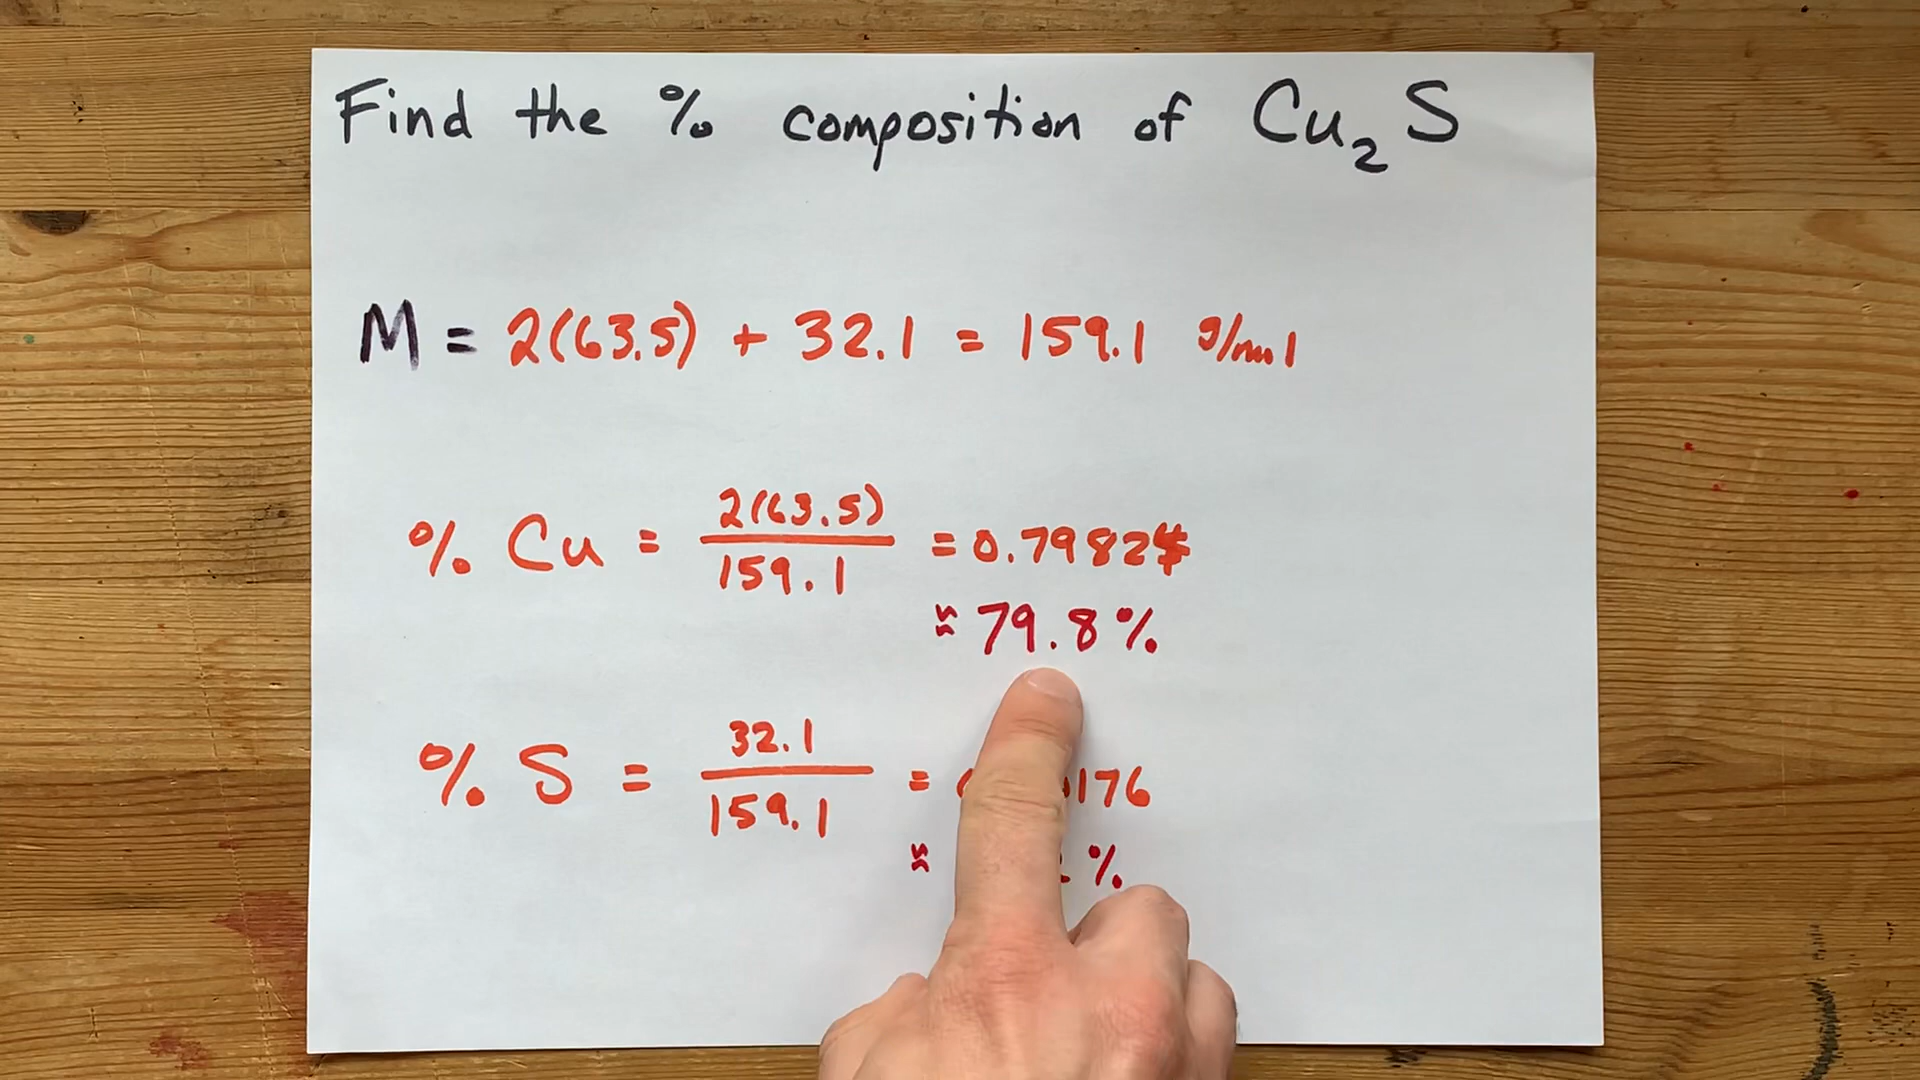 Find the % composition of Cu₂S
M = 2(63.5) + 32.1 = 159.1 g/mol
% Cu = 2(63.5) / 159.1 = 0.7982
≈ 79.8%
% S = 32.1 / 159.1 = 176
≈ %